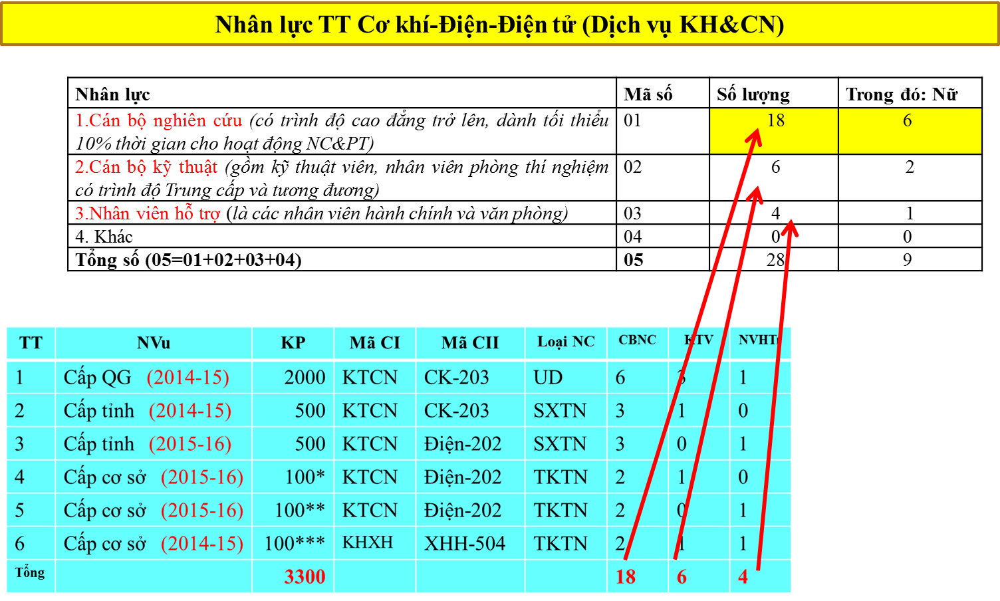 Nhân lực TT Cơ khí-Điện-Điện tử (Dịch vụ KH&CN)
Nhân lực Mã số Số lượng Trong đó: Nữ
1.Cán bộ nghiên cứu (có trình độ cao đẳng trở lên, dành tối thiểu 01 18 6
10% thời gian cho hoạt động NC&PT)
2.Cán bộ kỹ thuật (gồm kỹ thuật viên, nhân viên phòng thí nghiệm 02 6 2
có trình độ Trung cấp và tương đương)
3.Nhân viên hỗ trợ (là các nhân viên hành chính và văn phòng) 03 4 1
4. Khác 04 0 0
Tổng số (05=01+02+03+04) 05 28 9
TT NVu KP Mã CI Mã CII Loại NC CBNC KTV NVHTr
1 Cấp QG (2014-15) 2000 KTCN CK-203 UD 6 3 1
2 Cấp tỉnh (2014-15) 500 KTCN CK-203 SXTN 3 1 0
3 Cấp tỉnh (2015-16) 500 KTCN Điện-202 SXTN 3 0 1
4 Cấp cơ sở (2015-16) 100* KTCN Điện-202 TKTN 2 1 0
5 Cấp cơ sở (2015-16) 100** KTCN Điện-202 TKTN 2 0 1
6 Cấp cơ sở (2014-15) 100*** KHXH XHH-504 TKTN 2 1 1
Tổng 3300 18 6 4